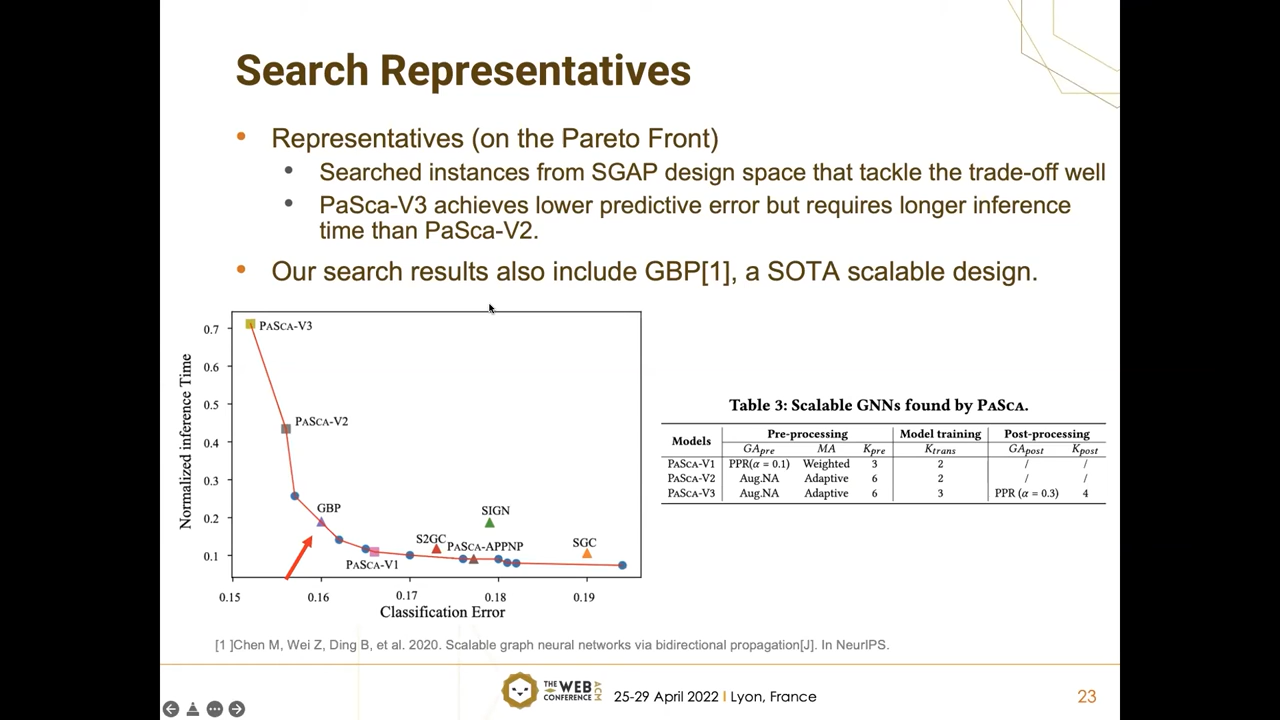 Search Representatives
• Representatives (on the Pareto Front)
• Searched instances from SGAP design space that tackle the trade-off well
• PaSca-V3 achieves lower predictive error but requires longer inference
time than PaSca-V2.
• Our search results also include GBP[1], a SOTA scalable design.
Normalized inference Time
0.7
0.6
0.5
0.4
0.3
0.2
0.1
PaSca-V3
PaSca-V2
GBP
SIGN
S2GC
PaSca-APPNP
SGC
PaSca-V1
0.15 0.16 0.17 0.18 0.19
Classification Error
Table 3: Scalable GNNs found by PaSca.
Models Pre-processing Model training Post-processing
GApre MA Kpre Ktrans GApost Kpost
PaSca-V1 PPR(α = 0.1) Weighted 3 2 / /
PaSca-V2 Aug.NA Adaptive 6 2 / /
PaSca-V3 Aug.NA Adaptive 6 3 PPR (α = 0.3) 4
[1 ]Chen M, Wei Z, Ding B, et al. 2020. Scalable graph neural networks via bidirectional propagation[J]. In NeurIPS.
THE WEB CONFERENCE ACM
25-29 April 2022 I Lyon, France
23